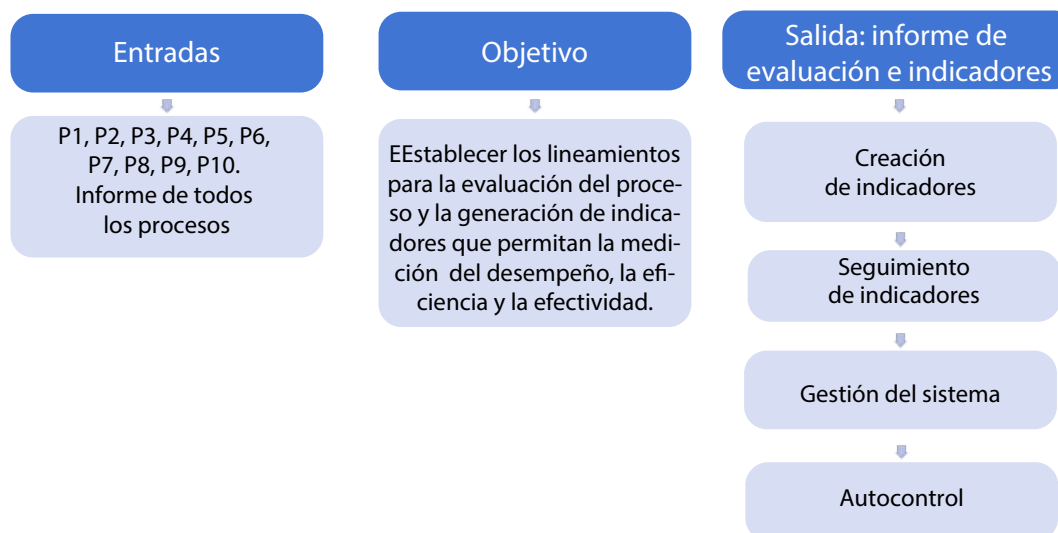 Entradas
P1, P2, P3, P4, P5, P6,
P7, P8, P9, P10.
Informe de todos
los procesos
Objetivo
EEstablecer los lineamientos
para la evaluación del proce-
so y la generación de indica-
dores que permitan la medi-
ción del desempeño, la efi-
ciencia y la efectividad.
Salida: informe de
evaluación e indicadores
Creación
de indicadores
Seguimiento
de indicadores
Gestión del sistema
Autocontrol